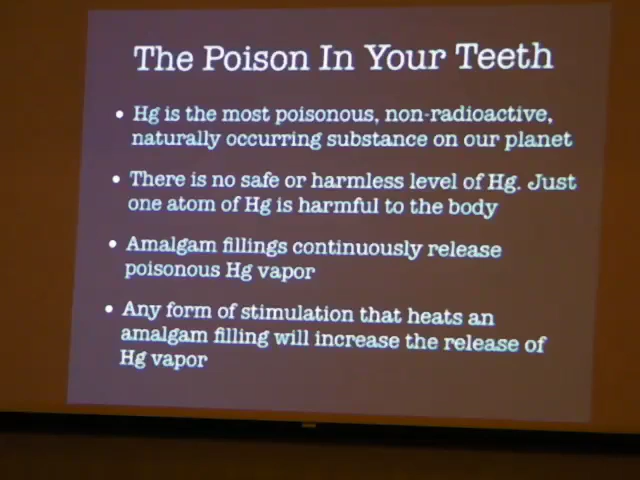 The Poison In Your Teeth
• Hg is the most poisonous, non-radioactive,
naturally occurring substance on our planet
• There is no safe or harmless level of Hg. Just
one atom of Hg is harmful to the body
• Amalgam fillings continuously release
poisonous Hg vapor
• Any form of stimulation that heats an
amalgam filling will increase the release of
Hg vapor